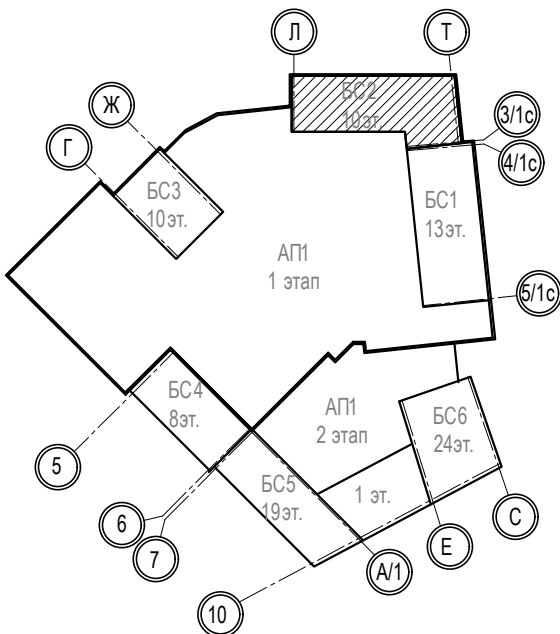 Л
Т
Ж
БС2
10эт.
3/1с
Г
4/1с
БС3
10эт.
БС1
13эт.
АП1
1 этап
5/1с
БС4
8эт.
АП1
2 этап
БС6
24эт.
5
БС5
19эт.
1 эт.
С
6
Е
7
А/1
10